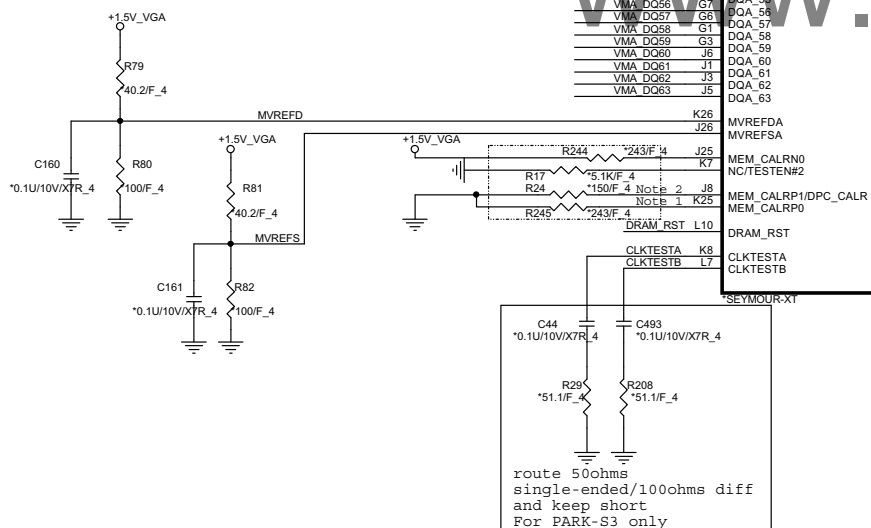 www.
DQA_55
VMA_DQ56 G7 DQA_56
VMA_DQ57 G6 DQA_57
VMA_DQ58 G1 DQA_58
VMA_DQ59 G3 DQA_59
VMA_DQ60 J6 DQA_60
VMA_DQ61 J1 DQA_61
VMA_DQ62 J3 DQA_62
VMA_DQ63 J5 DQA_63
+1.5V_VGA
R79
*40.2/F_4
MVREFD K26 MVREFDA
J26 MVREFSA
C160
*0.1U/10V/X7R_4
R80
*100/F_4
+1.5V_VGA
R81
*40.2/F_4
MVREFS
C161
*0.1U/10V/X7R_4
R82
*100/F_4
+1.5V_VGA
R244 *243/F_4 J25 MEM_CALRN0
R17 *5.1K/F_4 K7 NC/TESTEN#2
R24 *150/F_4 Note 2 J8 MEM_CALRP1/DPC_CALR
R245 *243/F_4 Note 1 K25 MEM_CALRP0
DRAM_RST L10 DRAM_RST
CLKTESTA K8 CLKTESTA
CLKTESTB L7 CLKTESTB
*SEYMOUR-XT
C44
*0.1U/10V/X7R_4
C493
*0.1U/10V/X7R_4
R29
*51.1/F_4
R208
*51.1/F_4
route 50ohms
single-ended/100ohms diff
and keep short
For PARK-S3 only